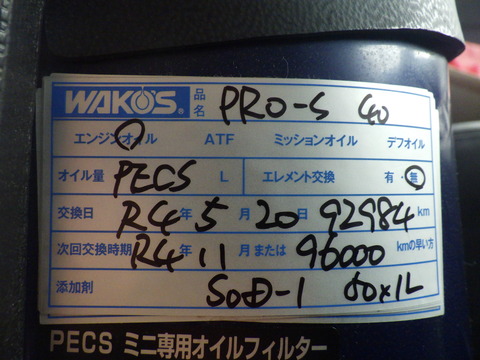 WAKO'S® 品名 PRO-S 40
エンジンオイル ATF ミッションオイル デフオイル
オイル量 PECS L エレメント交換 有・無
交換日 R4年 5月 20日 92984 km
次回交換時期 R4年 11月または 96000 kmの早い方
添加剤 SOD-1
PECS ミニ専用オイルフィルター